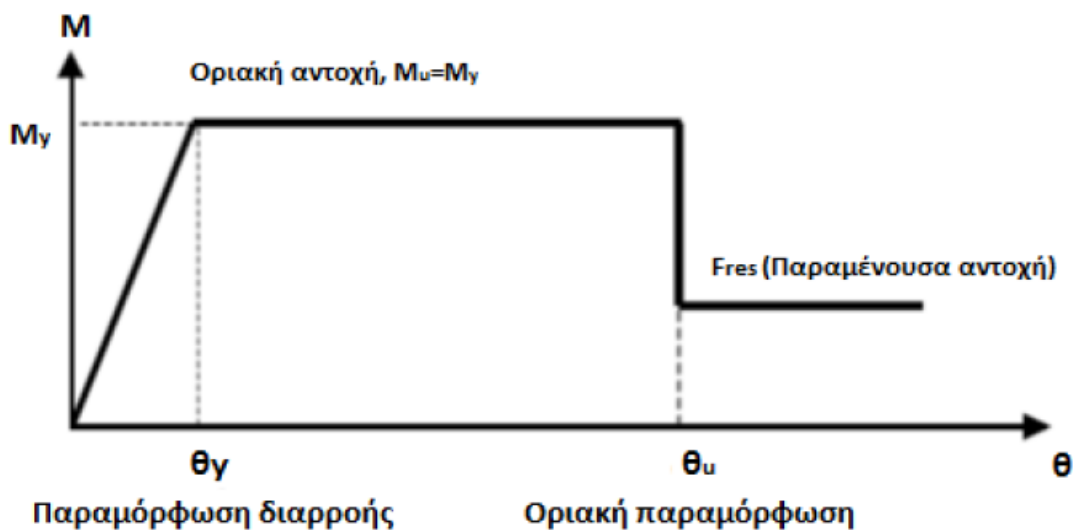 M
Οριακή αντοχή, Mu=My
My
Fres (Παραμένουσα αντοχή)
θy
θu
θ
Παραμόρφωση διαρροής
Οριακή παραμόρφωση